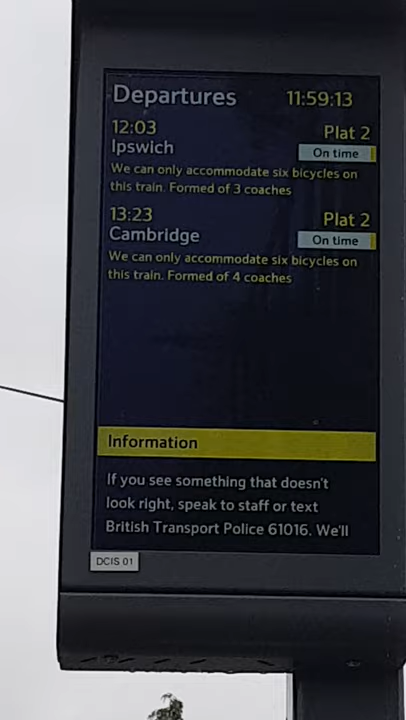 Departures 11:59:13
12:03 Plat 2
Ipswich On time
We can only accommodate six bicycles on
this train. Formed of 3 coaches
13:23 Plat 2
Cambridge On time
We can only accommodate six bicycles on
this train. Formed of 4 coaches
Information
If you see something that doesn't
look right, speak to staff or text
British Transport Police 61016. We'll
DCIS 01